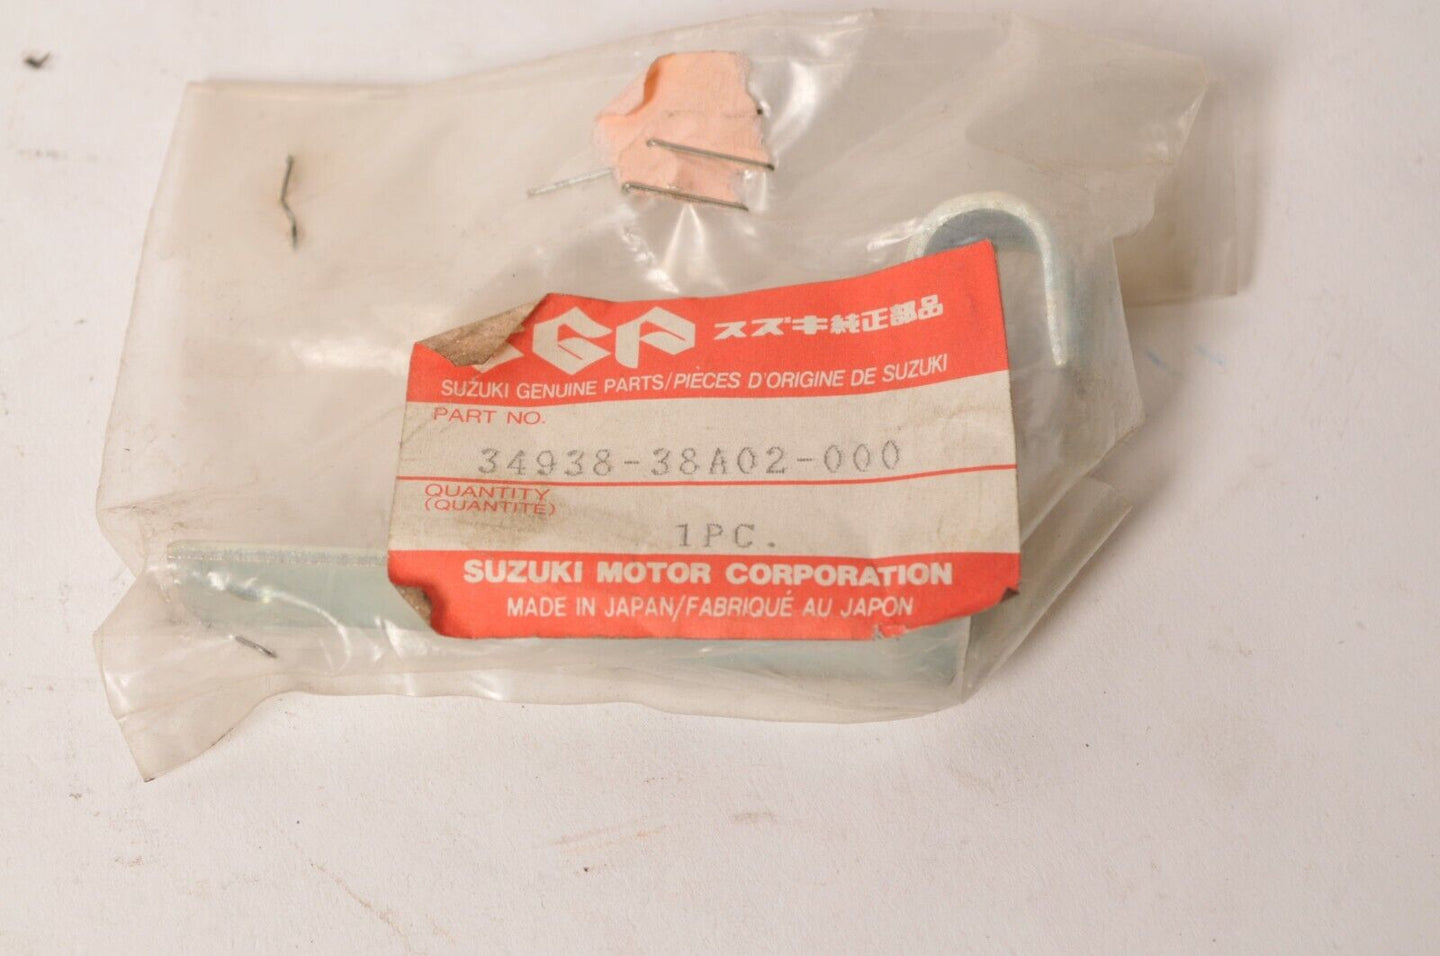 SGP スズキ純正部品
SUZUKI GENUINE PARTS/PIÈCES D'ORIGINE DE SUZUKI
PART NO.
34938-38A02-000
QUANTITY
(QUANTITÉ)
1PC.
SUZUKI MOTOR CORPORATION
MADE IN JAPAN/FABRIQUÉ AU JAPON